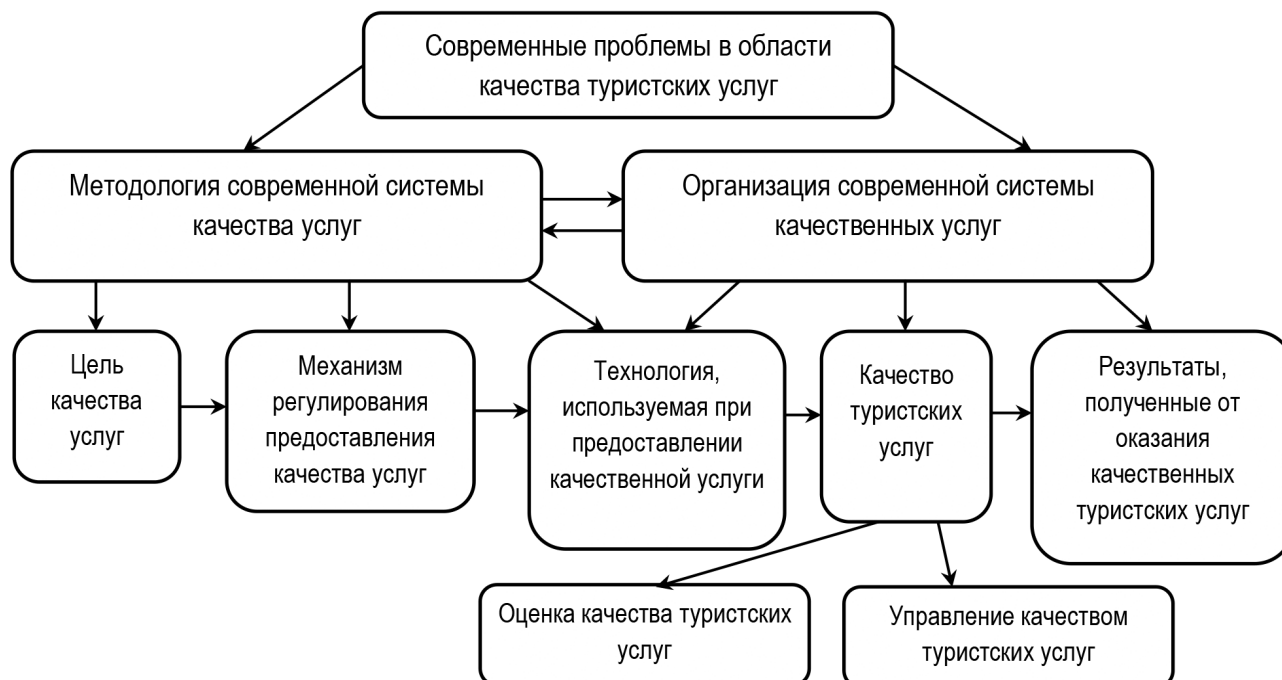 Современные проблемы в области
качества туристских услуг
Методология современной системы
качества услуг
Организация современной системы
качественных услуг
Цель
качества
услуг
Механизм
регулирования
предоставления
качества услуг
Технология,
используемая при
предоставлении
качественной услуги
Качество
туристских
услуг
Результаты,
полученные от
оказания
качественных
туристских услуг
Оценка качества туристских
услуг
Управление качеством
туристских услуг